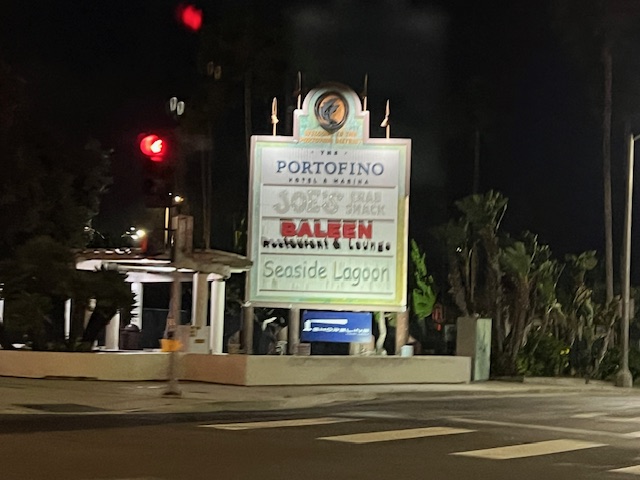 THE
PORTOFINO
HOTEL & MARINA
JOE'S CRAB SHACK
BALEEN
Restaurant & Lounge
Seaside Lagoon